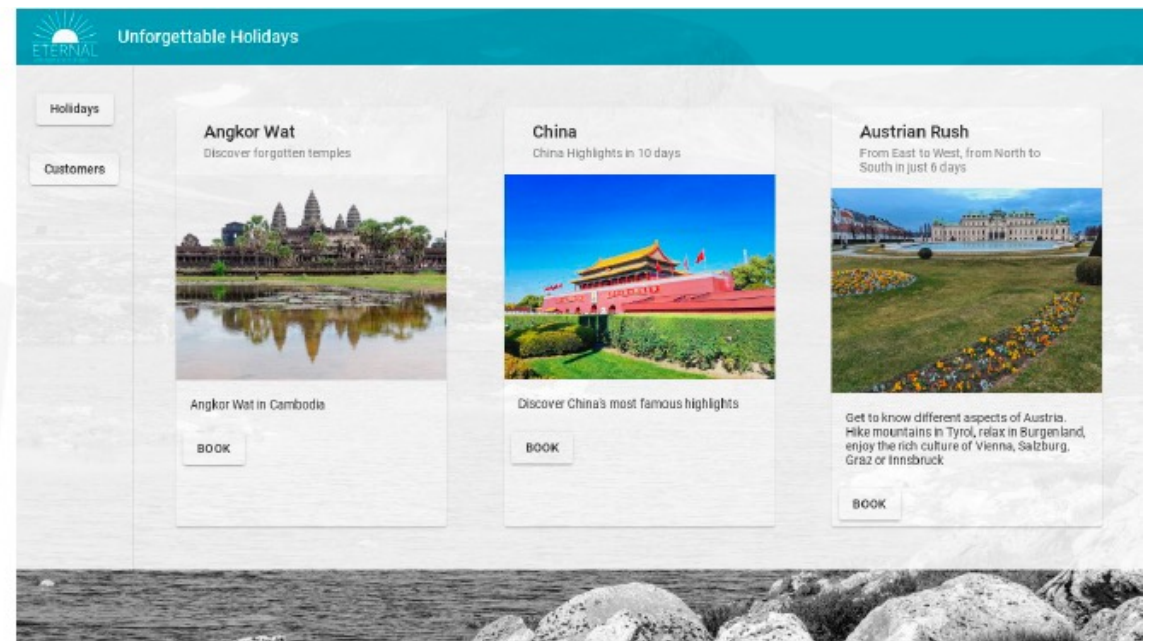 ETERNAL
Unforgettable Holidays
Holidays
Customers
Angkor Wat
Discover forgotten temples
Angkor Wat in Cambodia
BOOK
China
China Highlights in 10 days
Discover China's most famous highlights
BOOK
Austrian Rush
From East to West, from North to
South in just 6 days
Get to know different aspects of Austria.
Hike mountains in Tyrol, relax in Burgenland,
enjoy the rich culture of Vienna, Salzburg,
Graz or Innsbruck
BOOK